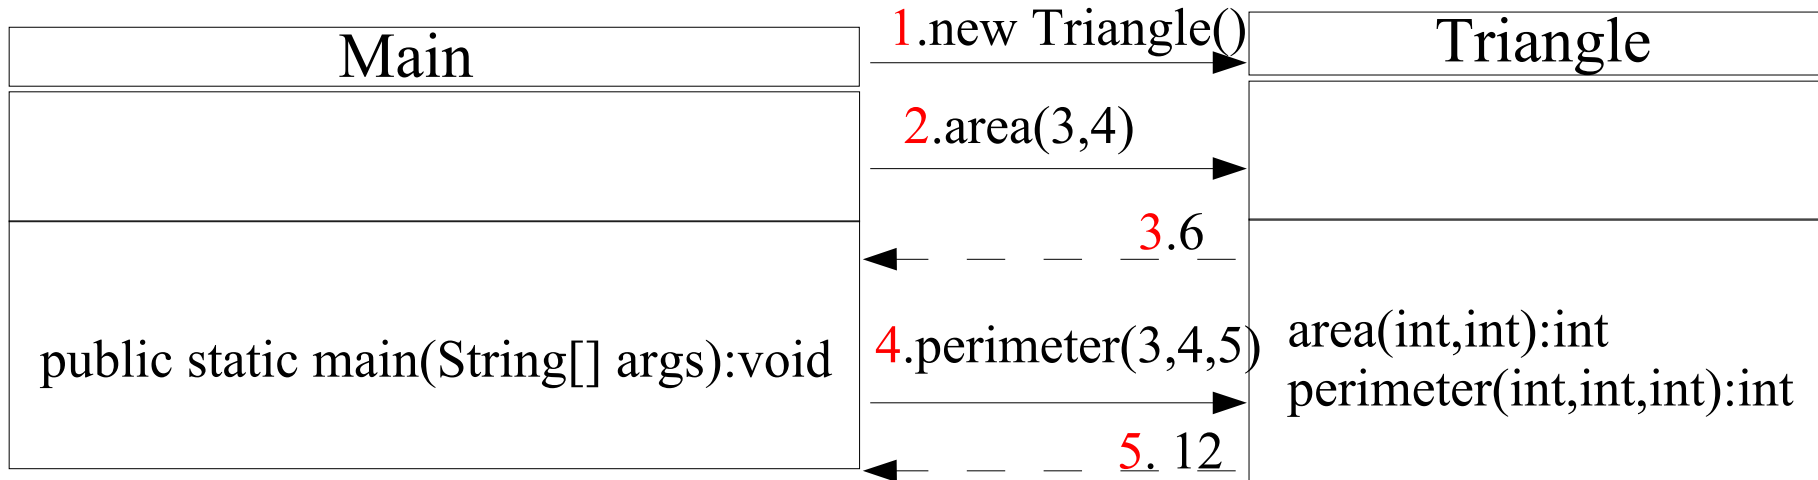 Main
1.new Triangle()
Triangle
2.area(3,4)
3.6
public static main(String[] args):void
4.perimeter(3,4,5)
area(int,int):int
perimeter(int,int,int):int
5. 12